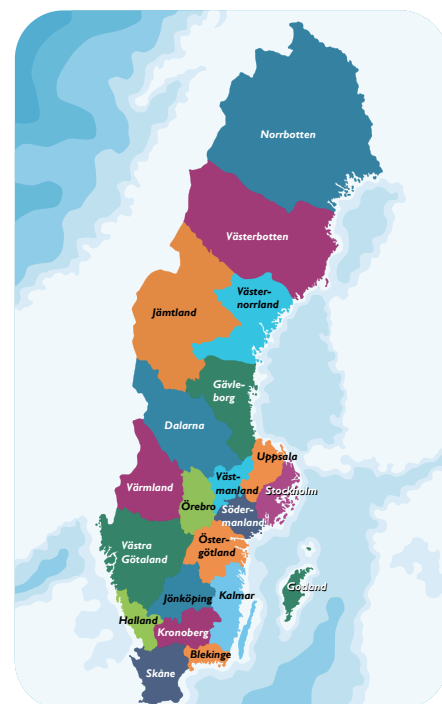 Norrbotten
Västerbotten
Väster-
norrland
Jämtland
Gävle-
borg
Dalarna
Uppsala
Väst-
manland
Värmland
Stockholm
Örebro
Söder-
manland
Öster-
götland
Västra
Götaland
Gotland
Kalmar
Jönköping
Halland
Kronoberg
Blekinge
Skåne